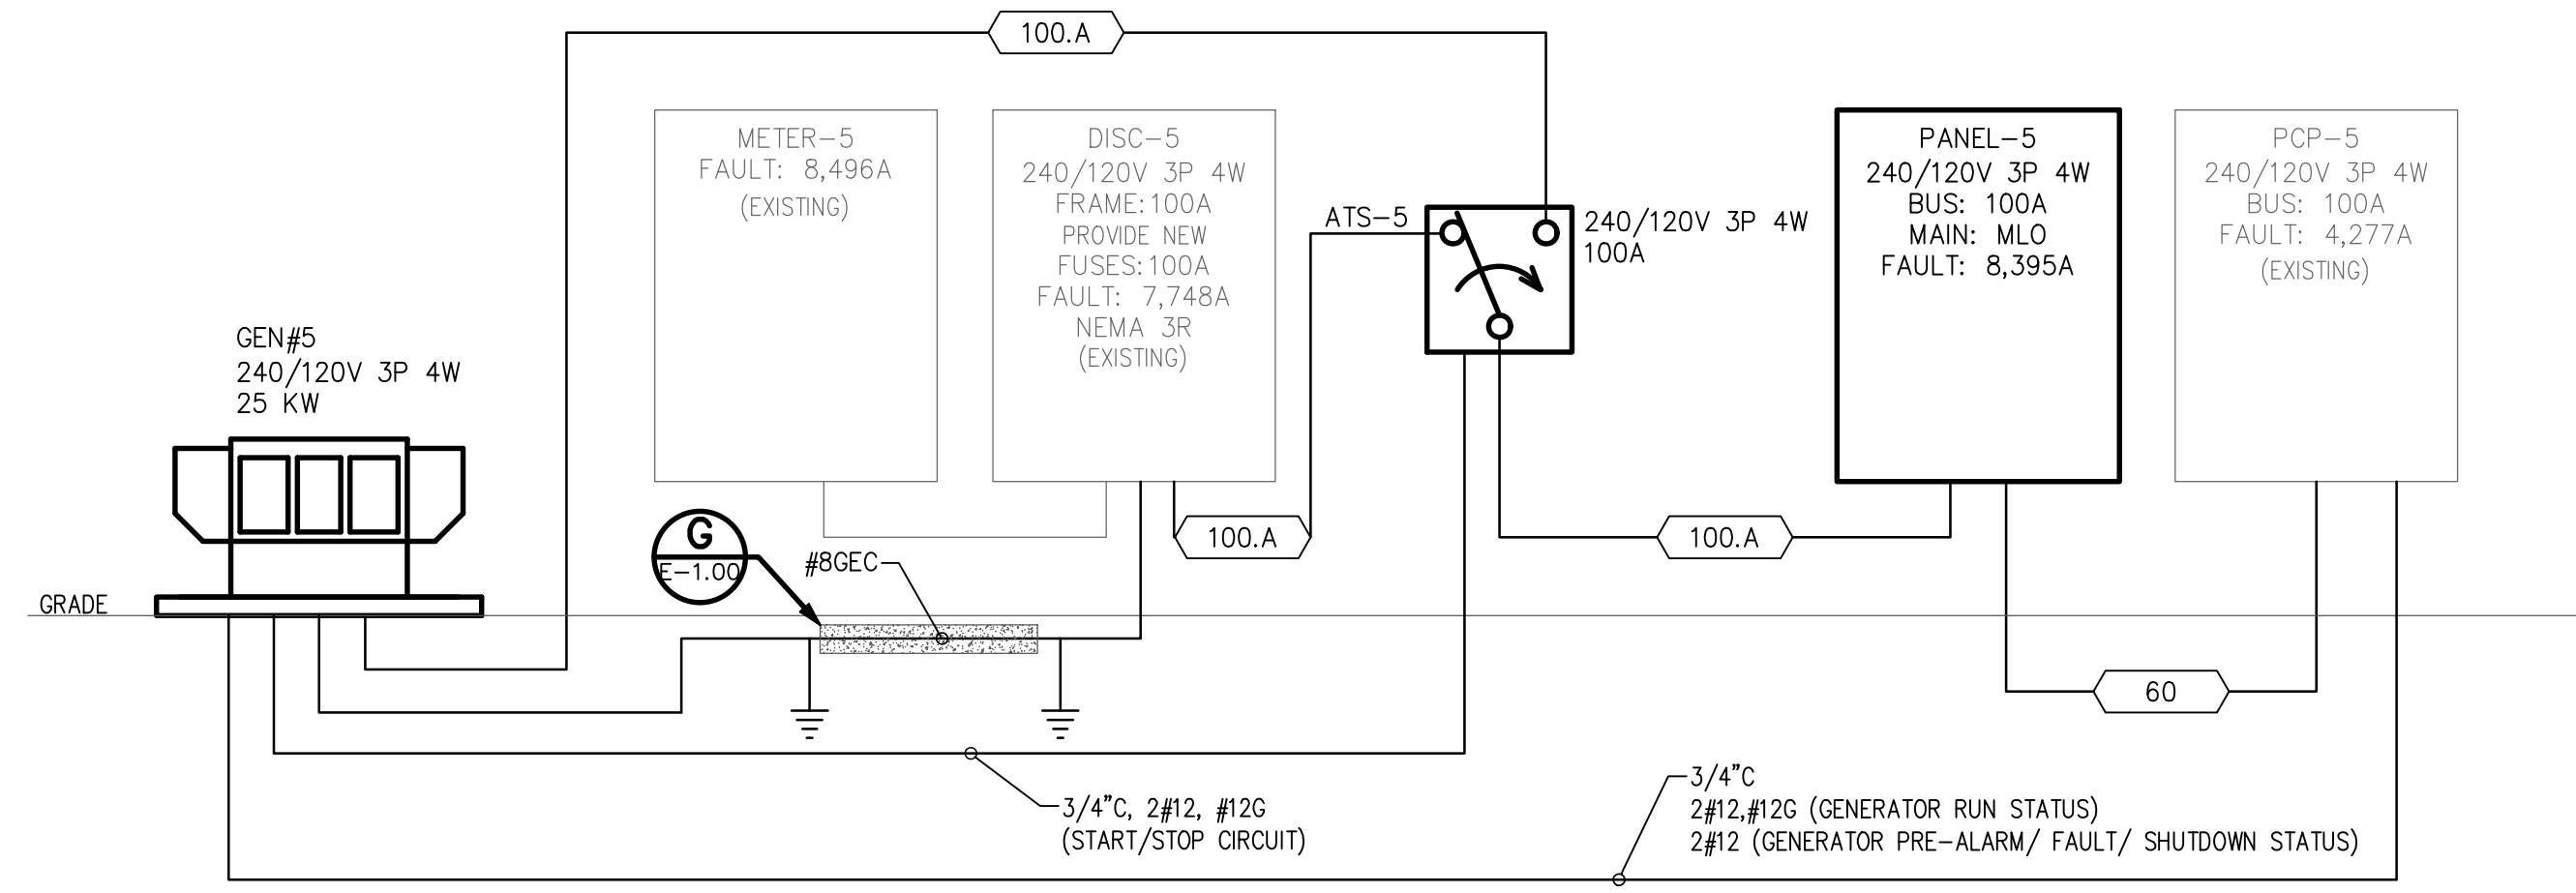 100.A
METER-5
FAULT: 8,496A
(EXISTING)
DISC-5
240/120V 3P 4W
FRAME:100A
PROVIDE NEW
FUSES:100A
FAULT: 7,748A
NEMA 3R
(EXISTING)
ATS-5
240/120V 3P 4W
100A
PANEL-5
240/120V 3P 4W
BUS: 100A
MAIN: MLO
FAULT: 8,395A
PCP-5
240/120V 3P 4W
BUS: 100A
FAULT: 4,277A
(EXISTING)
GEN#5
240/120V 3P 4W
25 KW
G
E-1.00
#8GEC
100.A
100.A
GRADE
60
3/4"C, 2#12, #12G
(START/STOP CIRCUIT)
3/4"C
2#12,#12G (GENERATOR RUN STATUS)
2#12 (GENERATOR PRE-ALARM/ FAULT/ SHUTDOWN STATUS)